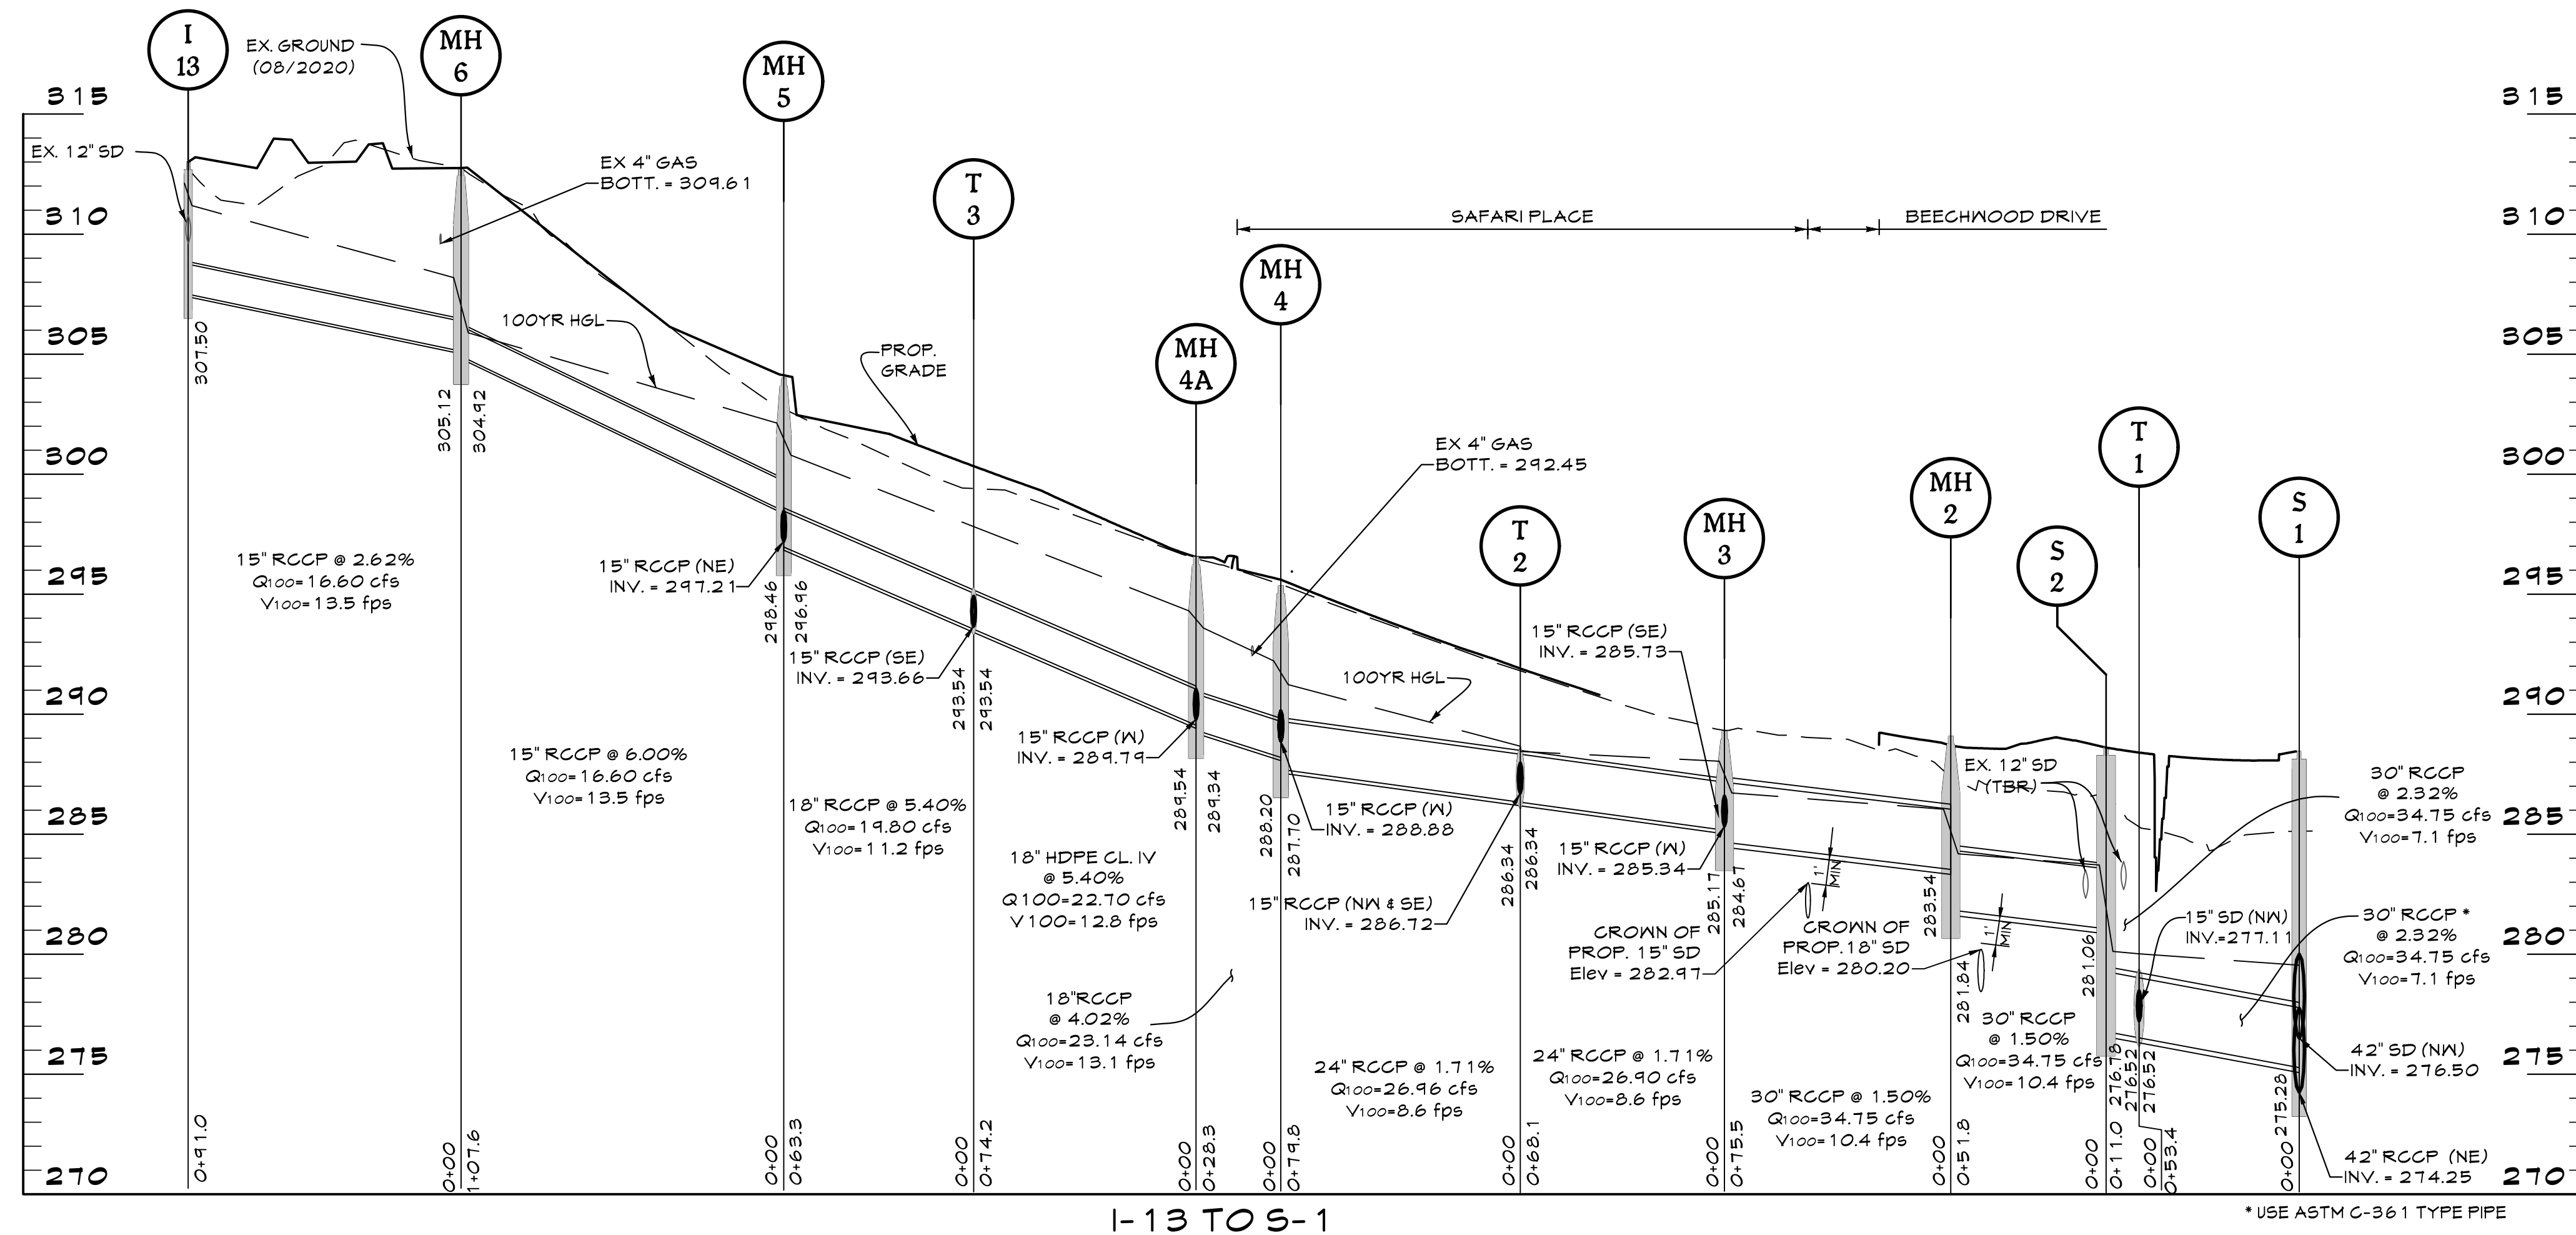 I
13
EX. GROUND
(08/2020)
MH
6
MH
5
T
3
MH
4A
MH
4
T
2
MH
3
MH
2
S
2
T
1
S
1
315
310
305
300
295
290
285
280
275
270
315
310
305
300
295
290
285
280
275
270
EX. 12" SD
EX 4" GAS
BOTT. = 309.61
100YR HGL
PROP.
GRADE
SAFARI PLACE
BEECHWOOD DRIVE
EX 4" GAS
BOTT. = 292.45
100YR HGL
307.50
305.12
304.92
298.46
296.96
293.54
293.54
289.54
289.34
288.20
287.70
286.34
286.34
285.17
284.67
283.54
281.84
281.06
276.78
276.52
276.52
275.28
15" RCCP @ 2.62%
Q100=16.60 cfs
V100=13.5 fps
15" RCCP @ 6.00%
Q100=16.60 cfs
V100=13.5 fps
15" RCCP (NE)
INV. = 297.21
15" RCCP (SE)
INV. = 293.66
18" RCCP @ 5.40%
Q100=19.80 cfs
V100=11.2 fps
15" RCCP (W)
INV. = 289.79
18" HDPE CL. IV
@ 5.40%
Q100=22.70 cfs
V100=12.8 fps
18"RCCP
@ 4.02%
Q100=23.14 cfs
V100=13.1 fps
15" RCCP (W)
INV. = 288.88
15" RCCP (NW & SE)
INV. = 286.72
24" RCCP @ 1.71%
Q100=26.96 cfs
V100=8.6 fps
15" RCCP (SE)
INV. = 285.73
15" RCCP (W)
INV. = 285.34
24" RCCP @ 1.71%
Q100=26.90 cfs
V100=8.6 fps
1'
MIN
CROWN OF
PROP. 15" SD
Elev = 282.97
1'
MIN
CROWN OF
PROP.18" SD
Elev = 280.20
30" RCCP @ 1.50%
Q100=34.75 cfs
V100=10.4 fps
EX. 12" SD
(TBR)
30" RCCP
@ 1.50%
Q100=34.75 cfs
V100=10.4 fps
15" SD (NW)
INV.=277.11
30" RCCP
@ 2.32%
Q100=34.75 cfs
V100=7.1 fps
30" RCCP *
@ 2.32%
Q100=34.75 cfs
V100=7.1 fps
42" SD (NW)
INV. = 276.50
42" RCCP (NE)
INV. = 274.25
0+91.0
0+00
1+07.6
0+00
0+63.3
0+00
0+74.2
0+00
0+28.3
0+00
0+79.8
0+00
0+68.1
0+00
0+75.5
0+00
0+51.8
0+00
0+11.0
0+00
0+53.4
0+00
I-13 TO S-1
* USE ASTM C-361 TYPE PIPE